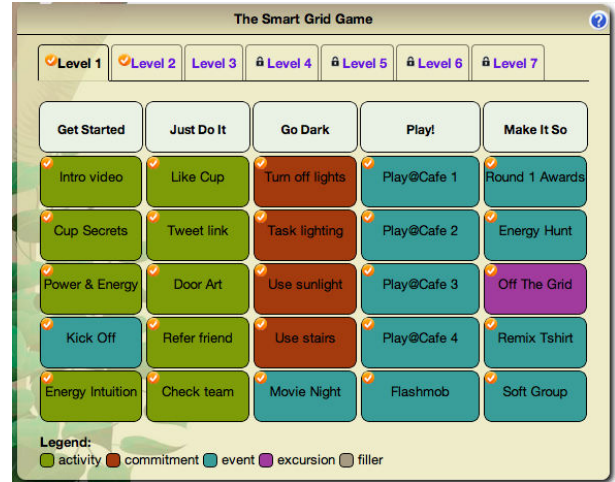 The Smart Grid Game
?
Level 1 Level 2 Level 3 Level 4 Level 5 Level 6 Level 7
Get Started Just Do It Go Dark Play! Make It So
Intro video Like Cup Turn off lights Play@Cafe 1 Round 1 Awards
Cup Secrets Tweet link Task lighting Play@Cafe 2 Energy Hunt
Power & Energy Door Art Use sunlight Play@Cafe 3 Off The Grid
Kick Off Refer friend Use stairs Play@Cafe 4 Remix Tshirt
Energy Intuition Check team Movie Night Flashmob Soft Group
Legend:
activity commitment event excursion filler